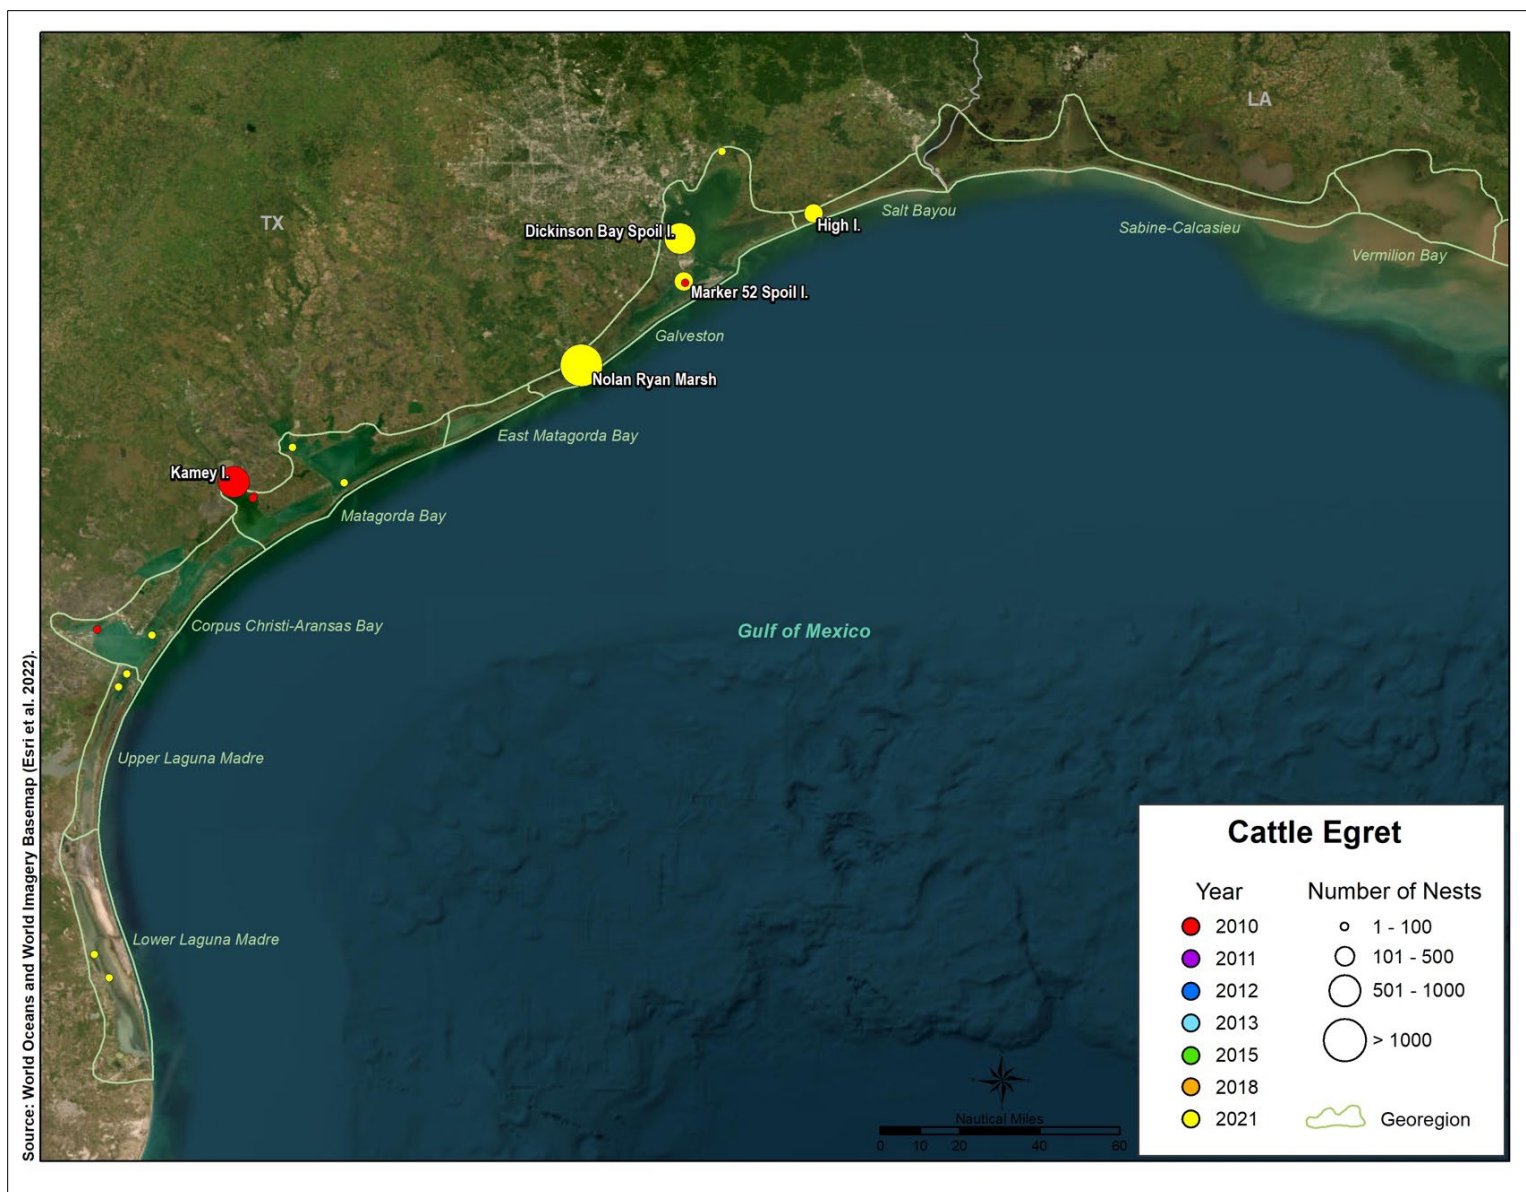 TX
LA
Dickinson Bay Spoil I.
High I.
Salt Bayou
Sabine-Calcasieu
Vermilion Bay
Marker 52 Spoil I.
Galveston
Nolan Ryan Marsh
East Matagorda Bay
Kamey I.
Matagorda Bay
Corpus Christi-Aransas Bay
Gulf of Mexico
Upper Laguna Madre
Lower Laguna Madre
Source: World Oceans and World Imagery Basemap (Esri et al. 2022).
Nautical Miles
0 10 20 40 60
Cattle Egret
Year
2010
2011
2012
2013
2015
2018
2021
Number of Nests
1 - 100
101 - 500
501 - 1000
> 1000
Georegion